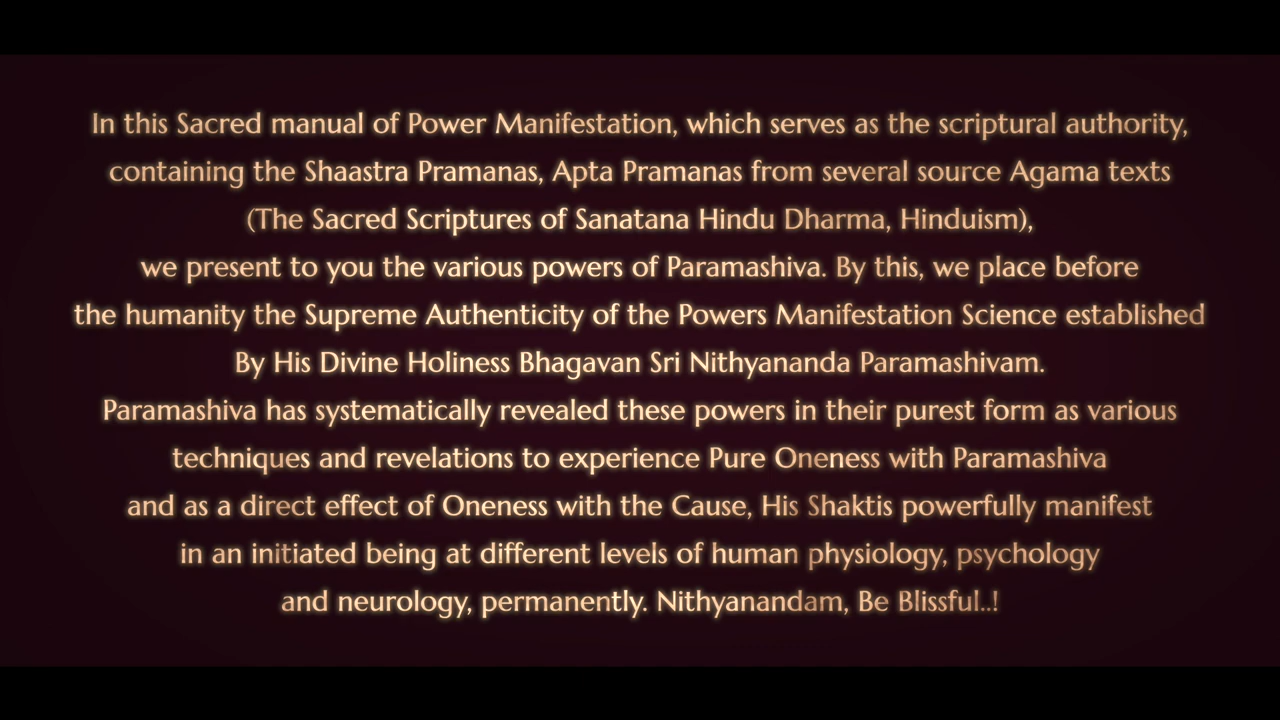 In this Sacred manual of Power Manifestation, which serves as the scriptural authority,
containing the Shaastra Pramanas, Apta Pramanas from several source Agama texts
(The Sacred Scriptures of Sanatana Hindu Dharma, Hinduism),
we present to you the various powers of Paramashiva. By this, we place before
the humanity the Supreme Authenticity of the Powers Manifestation Science established
By His Divine Holiness Bhagavan Sri Nithyananda Paramashivam.
Paramashiva has systematically revealed these powers in their purest form as various
techniques and revelations to experience Pure Oneness with Paramashiva
and as a direct effect of Oneness with the Cause, His Shaktis powerfully manifest
in an initiated being at different levels of human physiology, psychology
and neurology, permanently. Nithyanandam, Be Blissful..!